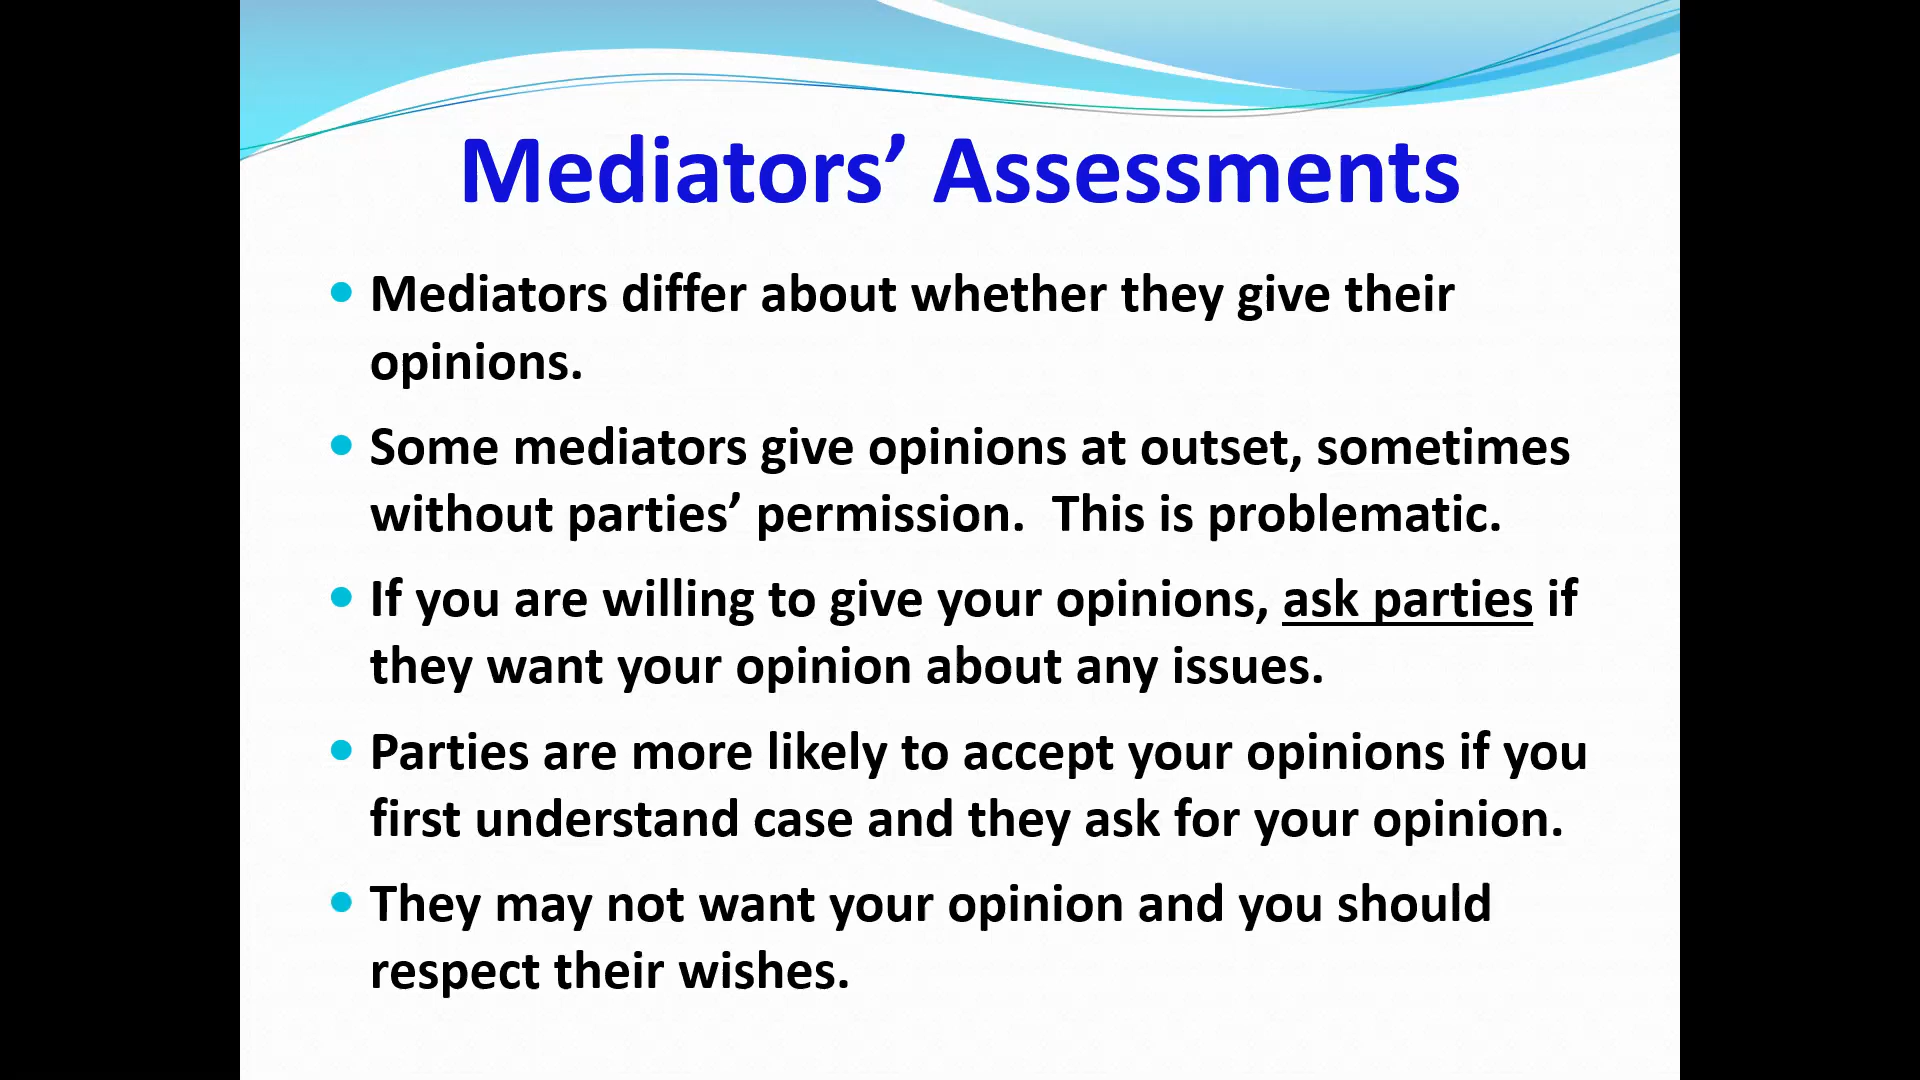 Mediators’ Assessments
• Mediators differ about whether they give their
opinions.
• Some mediators give opinions at outset, sometimes
without parties’ permission.  This is problematic.
• If you are willing to give your opinions, ask parties if
they want your opinion about any issues.
• Parties are more likely to accept your opinions if you
first understand case and they ask for your opinion.
• They may not want your opinion and you should
respect their wishes.